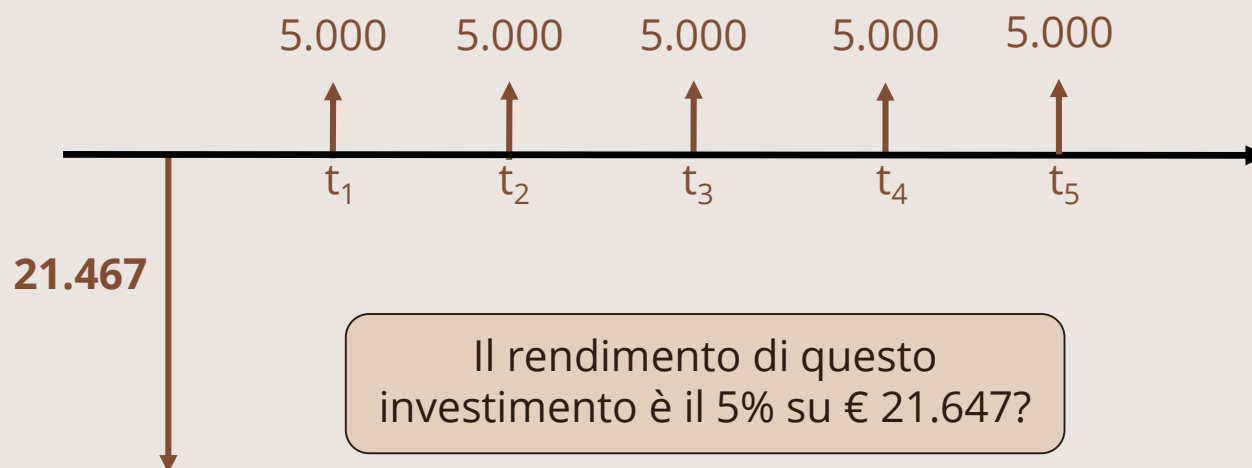 5.000 5.000 5.000 5.000 5.000
t₁ t₂ t₃ t₄ t₅
21.467
Il rendimento di questo
investimento è il 5% su € 21.647?